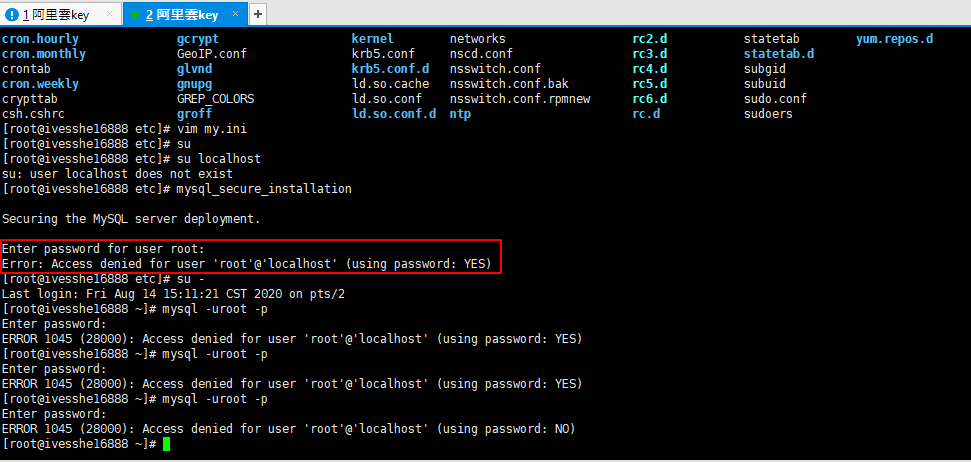 1 阿里雲key × 2 阿里雲key × +
cron.hourly gcrypt kernel networks rc2.d statetab yum.repos.d
cron.monthly GeoIP.conf krb5.conf nscd.conf rc3.d statetab.d
crontab glvnd krb5.conf.d nsswitch.conf rc4.d subgid
cron.weekly gnupg ld.so.cache nsswitch.conf.bak rc5.d subuid
crypttab GREP_COLORS ld.so.conf nsswitch.conf.rpmnew rc6.d sudo.conf
csh.cshrc groff ld.so.conf.d ntp rc.d sudoers
[root@ivesshe16888 etc]# vim my.ini
[root@ivesshe16888 etc]# su
[root@ivesshe16888 etc]# su localhost
su: user localhost does not exist
[root@ivesshe16888 etc]# mysql_secure_installation
Securing the MySQL server deployment.
Enter password for user root:
Error: Access denied for user 'root'@'localhost' (using password: YES)
[root@ivesshe16888 etc]# su -
Last login: Fri Aug 14 15:11:21 CST 2020 on pts/2
[root@ivesshe16888 ~]# mysql -uroot -p
Enter password:
ERROR 1045 (28000): Access denied for user 'root'@'localhost' (using password: YES)
[root@ivesshe16888 ~]# mysql -uroot -p
Enter password:
ERROR 1045 (28000): Access denied for user 'root'@'localhost' (using password: YES)
[root@ivesshe16888 ~]# mysql -uroot -p
Enter password:
ERROR 1045 (28000): Access denied for user 'root'@'localhost' (using password: NO)
[root@ivesshe16888 ~]#